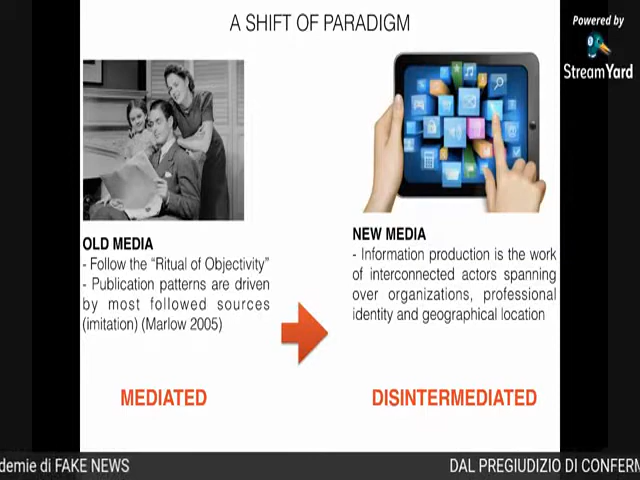 A SHIFT OF PARADIGM
Powered by
StreamYard
OLD MEDIA
- Follow the “Ritual of Objectivity”
- Publication patterns are driven
by most followed sources
(imitation) (Marlow 2005)
MEDIATED
NEW MEDIA
- Information production is the work
of interconnected actors spanning
over organizations, professional
identity and geographical location
DISINTERMEDIATED
demie di FAKE NEWS
DAL PREGIUDIZIO DI CONFERM